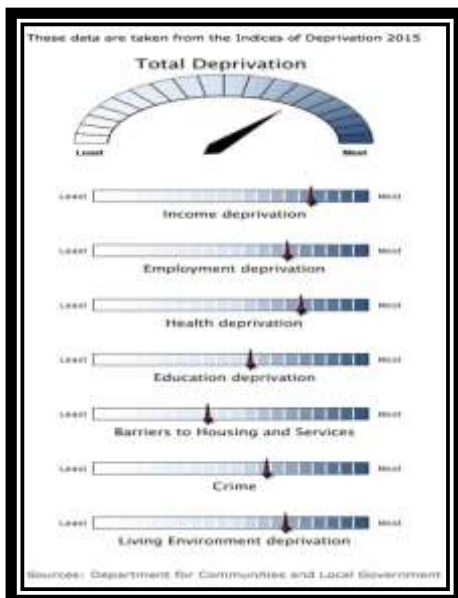 These data are taken from the Indices of Deprivation 2015
Total Deprivation
Least Most
Least Most
Income deprivation
Least Most
Employment deprivation
Least Most
Health deprivation
Least Most
Education deprivation
Least Most
Barriers to Housing and Services
Least Most
Crime
Least Most
Living Environment deprivation
Sources: Department for Communities and Local Government